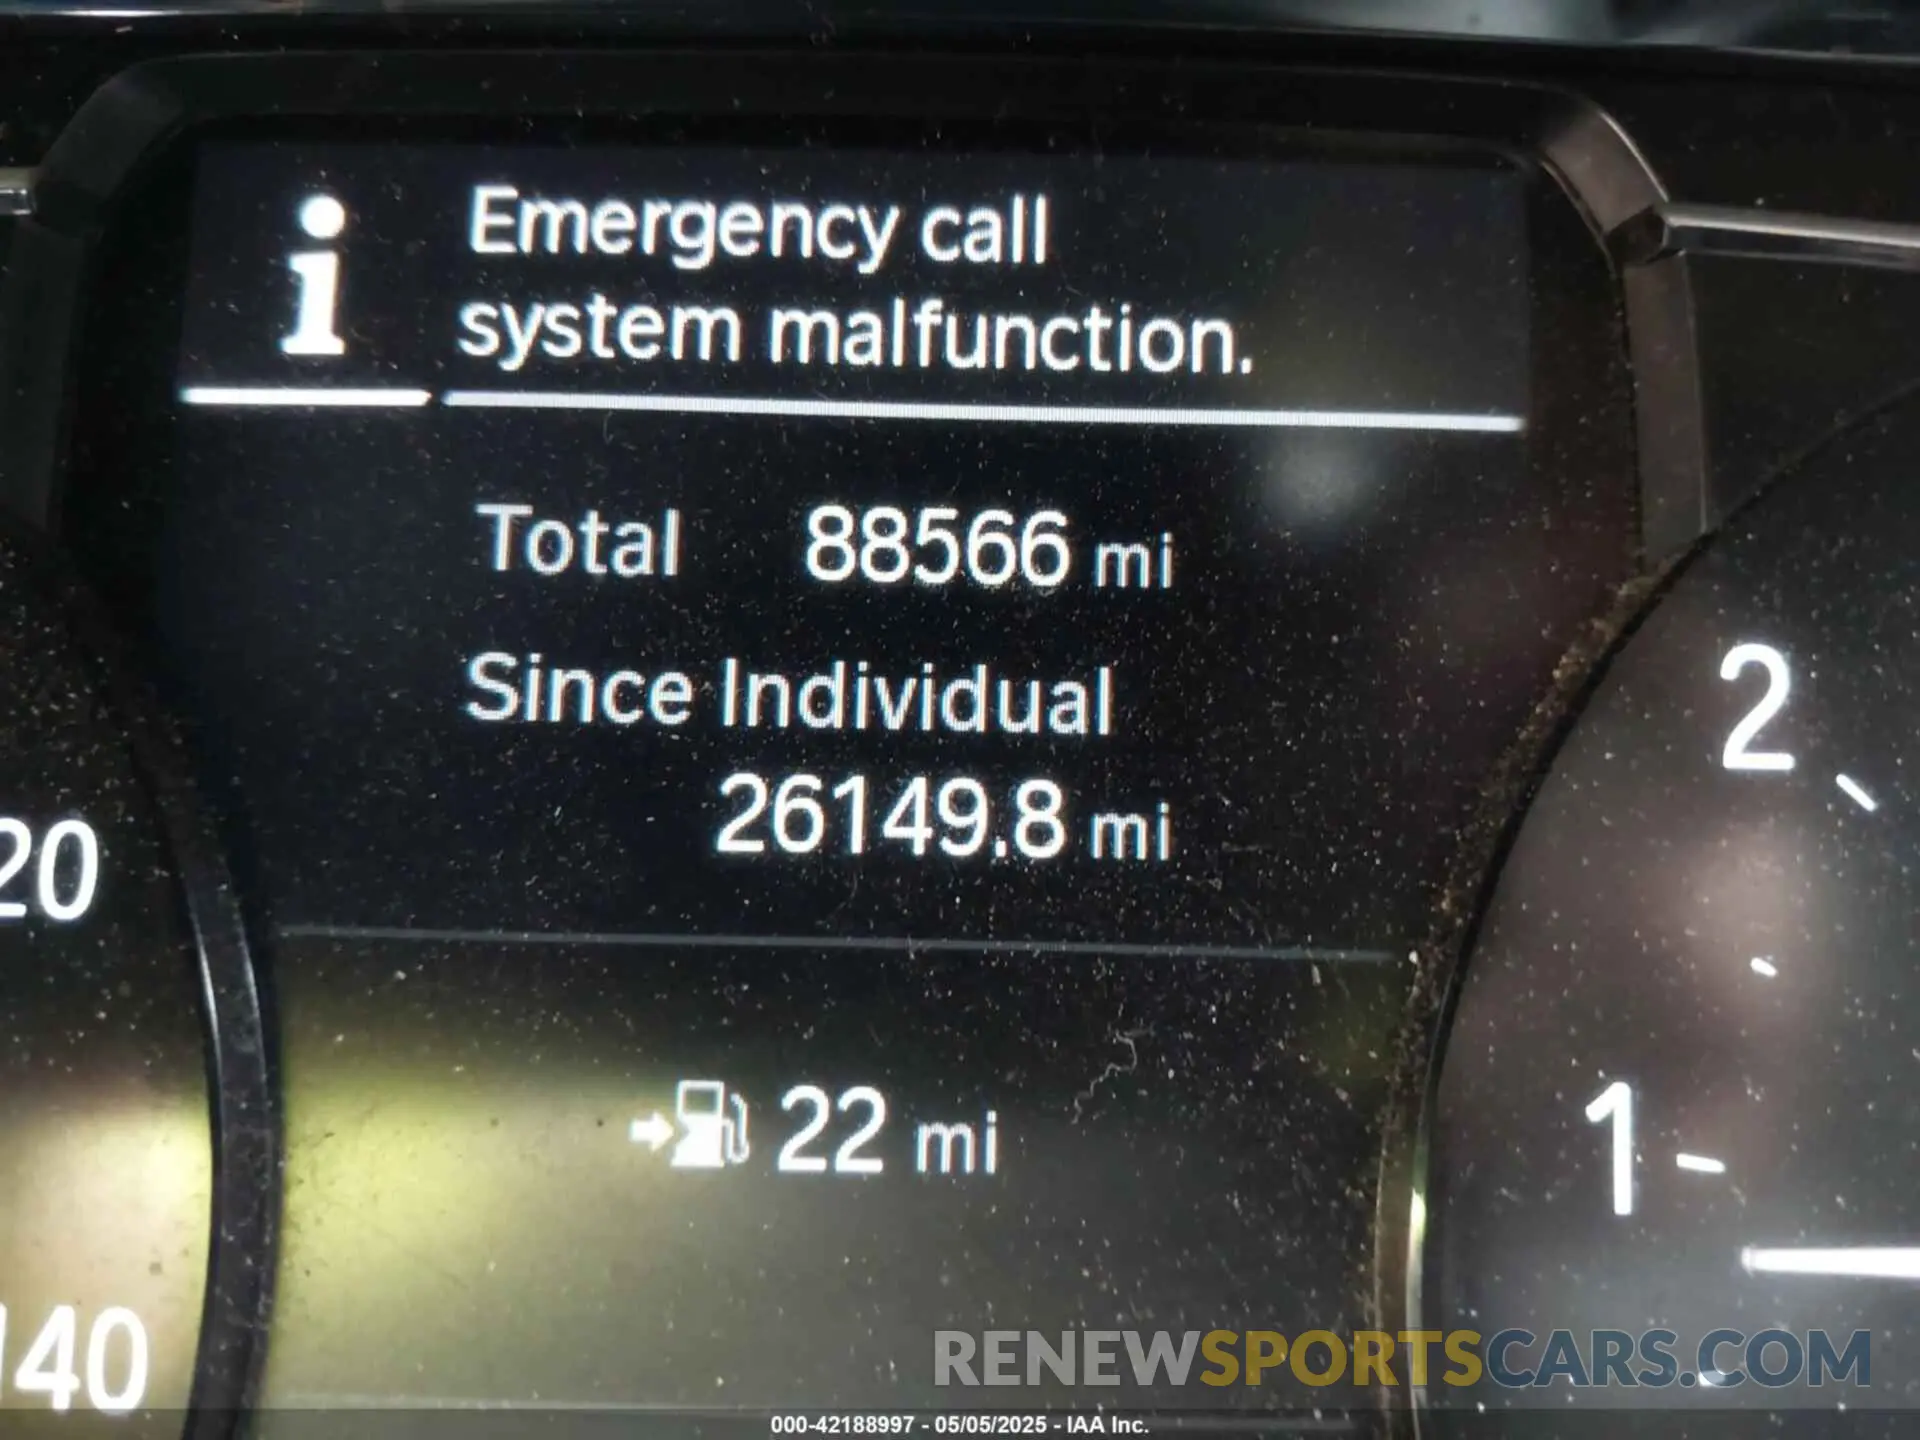 Emergency call
system malfunction.
Total 88566 mi
Since Individual
26149.8 mi
2
20
22 mi
1
140
RENEWSPORTSCARS.COM
000-42188997 - 05/05/2025 - IAA Inc.